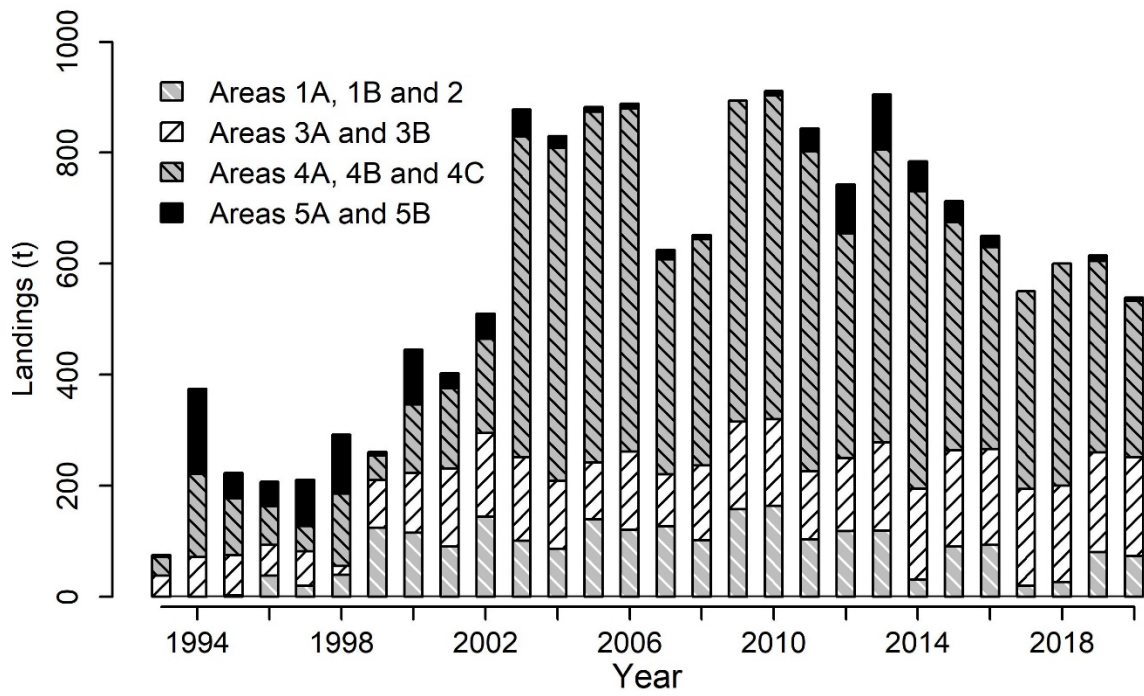 1000
800
600
400
200
0
Landings (t)
Areas 1A, 1B and 2
Areas 3A and 3B
Areas 4A, 4B and 4C
Areas 5A and 5B
1994 1998 2002 2006 2010 2014 2018
Year